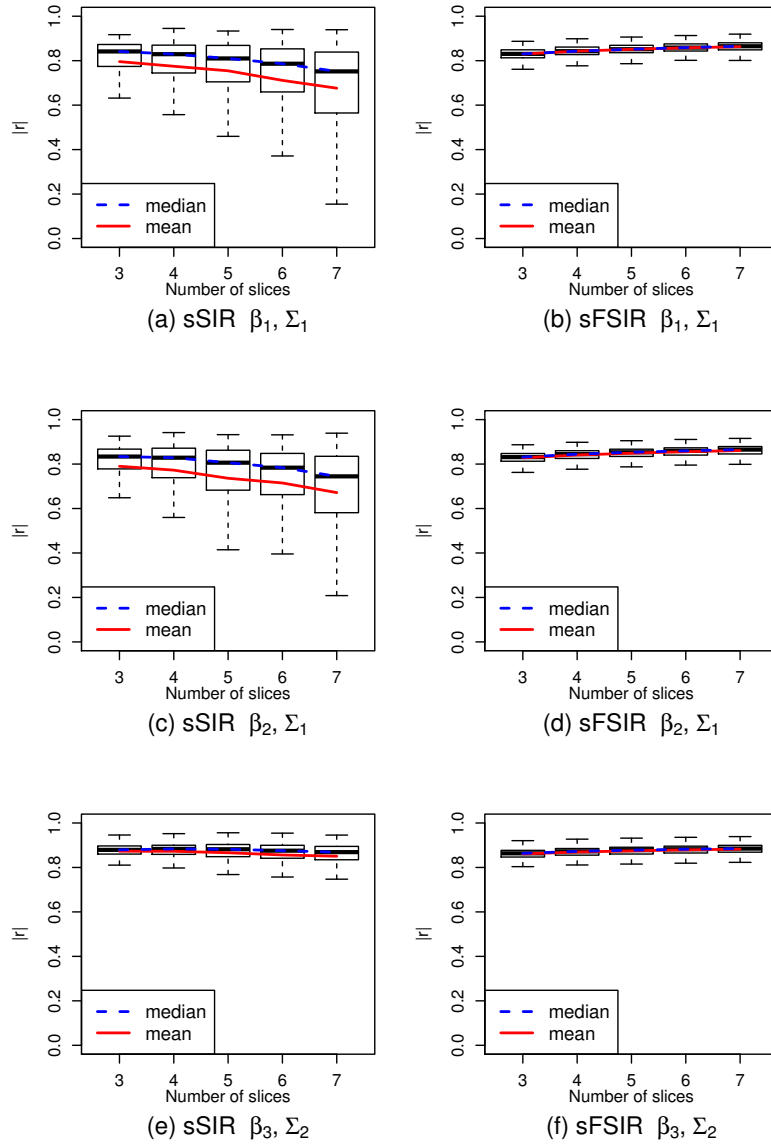 |r|
0.0 0.2 0.4 0.6 0.8 1.0
median
mean
3 4 5 6 7
Number of slices
(a) sSIR β1, Σ1
|r|
0.0 0.2 0.4 0.6 0.8 1.0
median
mean
3 4 5 6 7
Number of slices
(b) sFSIR β1, Σ1
|r|
0.0 0.2 0.4 0.6 0.8 1.0
median
mean
3 4 5 6 7
Number of slices
(c) sSIR β2, Σ1
|r|
0.0 0.2 0.4 0.6 0.8 1.0
median
mean
3 4 5 6 7
Number of slices
(d) sFSIR β2, Σ1
|r|
0.0 0.2 0.4 0.6 0.8 1.0
median
mean
3 4 5 6 7
Number of slices
(e) sSIR β3, Σ2
|r|
0.0 0.2 0.4 0.6 0.8 1.0
median
mean
3 4 5 6 7
Number of slices
(f) sFSIR β3, Σ2